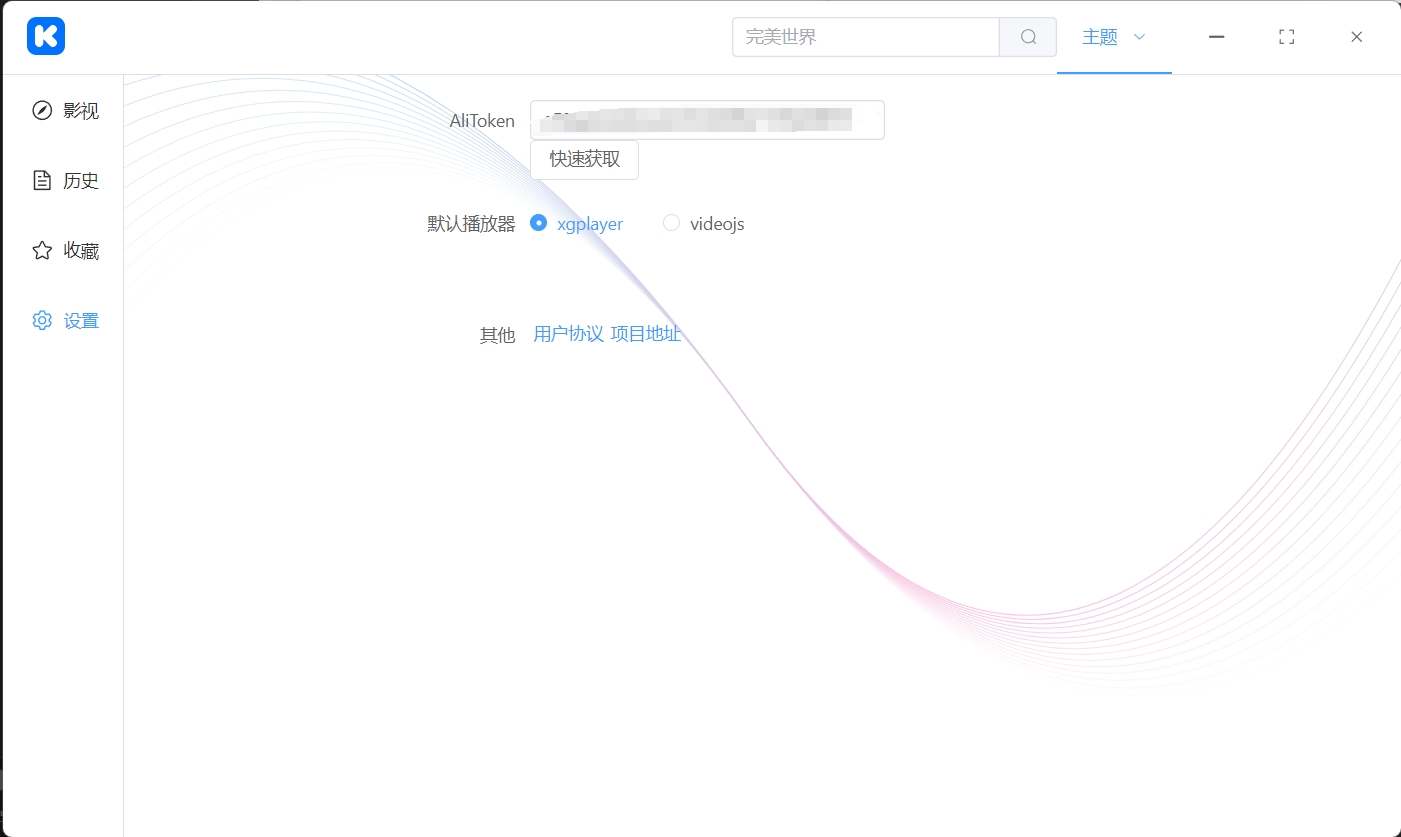 K
完美世界
主题
影视
历史
收藏
设置
AliToken
快速获取
默认播放器 xgplayer videojs
其他 用户协议 项目地址